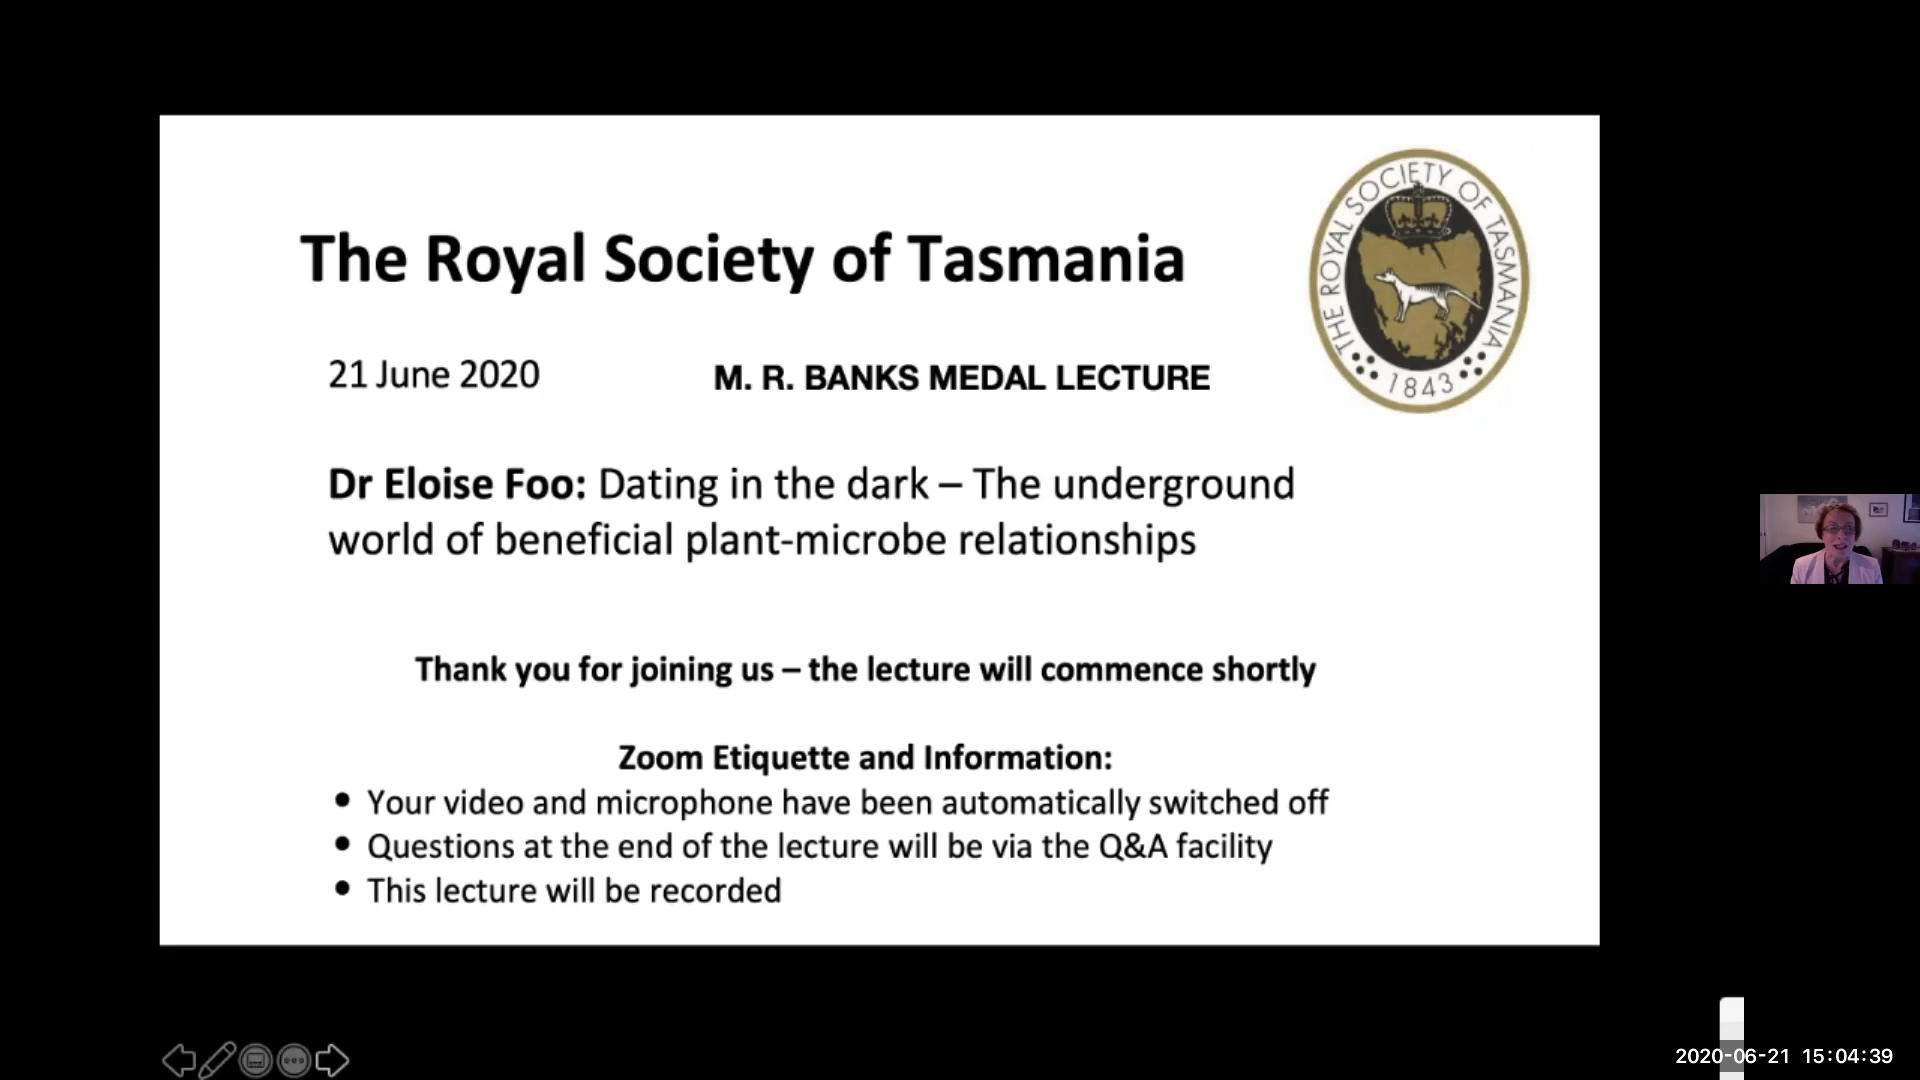 THE ROYAL SOCIETY OF TASMANIA
1843
The Royal Society of Tasmania
21 June 2020
M. R. BANKS MEDAL LECTURE
Dr Eloise Foo: Dating in the dark – The underground
world of beneficial plant-microbe relationships
Thank you for joining us – the lecture will commence shortly
Zoom Etiquette and Information:
• Your video and microphone have been automatically switched off
• Questions at the end of the lecture will be via the Q&A facility
• This lecture will be recorded
2020-06-21 15:04:39